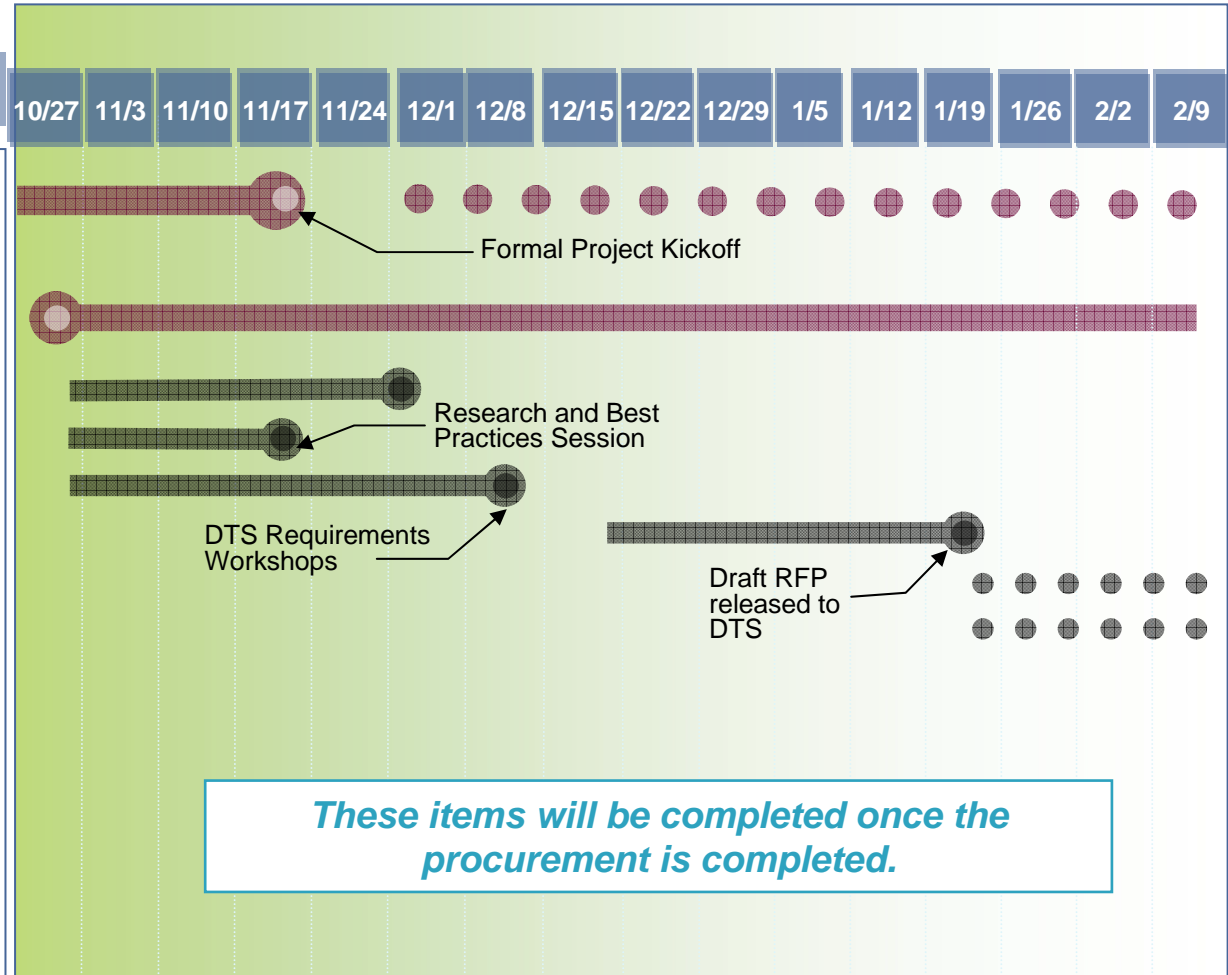 10/27 11/3 11/10 11/17 11/24 12/1 12/8 12/15 12/22 12/29 1/5 1/12 1/19 1/26 2/2 2/9
Formal Project Kickoff
Research and Best
Practices Session
DTS Requirements
Workshops
Draft RFP
released to
DTS
These items will be completed once the
procurement is completed.